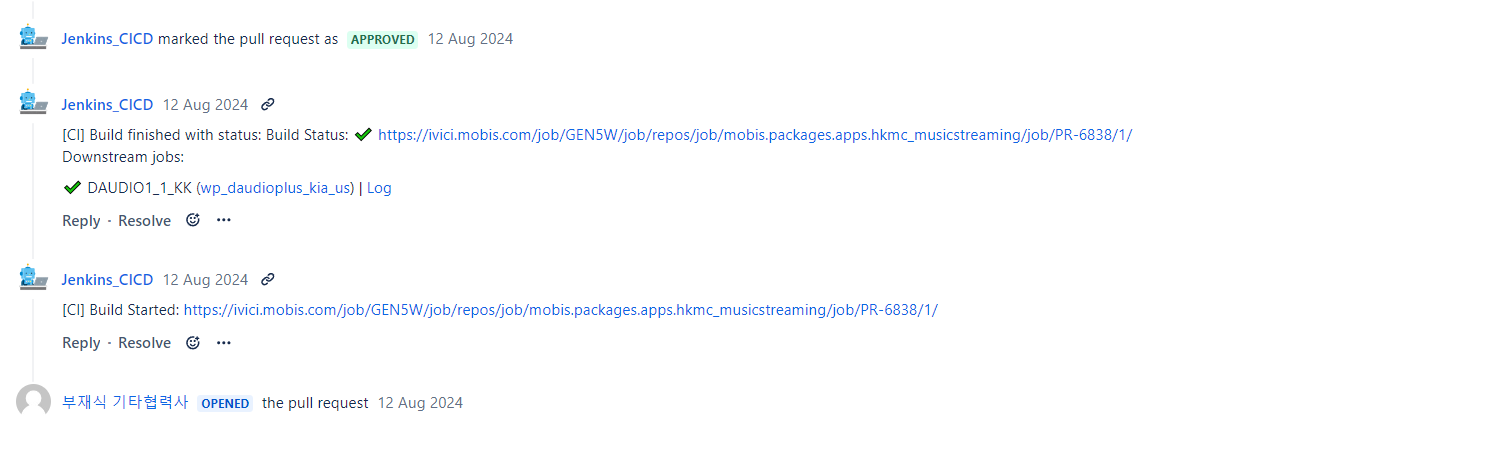 Jenkins_CICD marked the pull request as APPROVED 12 Aug 2024
Jenkins_CICD 12 Aug 2024
[CI] Build finished with status: Build Status: ✔ https://ivici.mobis.com/job/GEN5W/job/repos/job/mobis.packages.apps.hkmc_musicstreaming/job/PR-6838/1/
Downstream jobs:
✔ DAUDIO1_1_KK (wp_daudioplus_kia_us) | Log
Reply · Resolve
Jenkins_CICD 12 Aug 2024
[CI] Build Started: https://ivici.mobis.com/job/GEN5W/job/repos/job/mobis.packages.apps.hkmc_musicstreaming/job/PR-6838/1/
Reply · Resolve
부재식 기타협력사 OPENED the pull request 12 Aug 2024